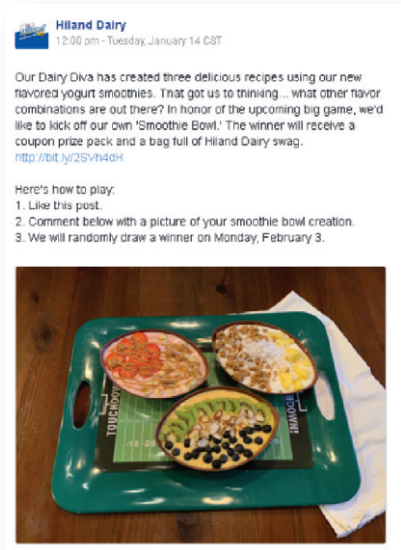 Hiland Dairy
12:00 pm - Tuesday, January 14 CST
Our Dairy Diva has created three delicious recipes using our new
flavored yogurt smoothies. That got us to thinking... what other flavor
combinations are out there? In honor of the upcoming big game, we'd
like to kick off our own 'Smoothie Bowl.' The winner will receive a
coupon prize pack and a bag full of Hiland Dairy swag.
http://bit.ly/2SVh4dH
Here's how to play:
1. Like this post.
2. Comment below with a picture of your smoothie bowl creation.
3. We will randomly draw a winner on Monday, February 3.
TOUCHDOWN!